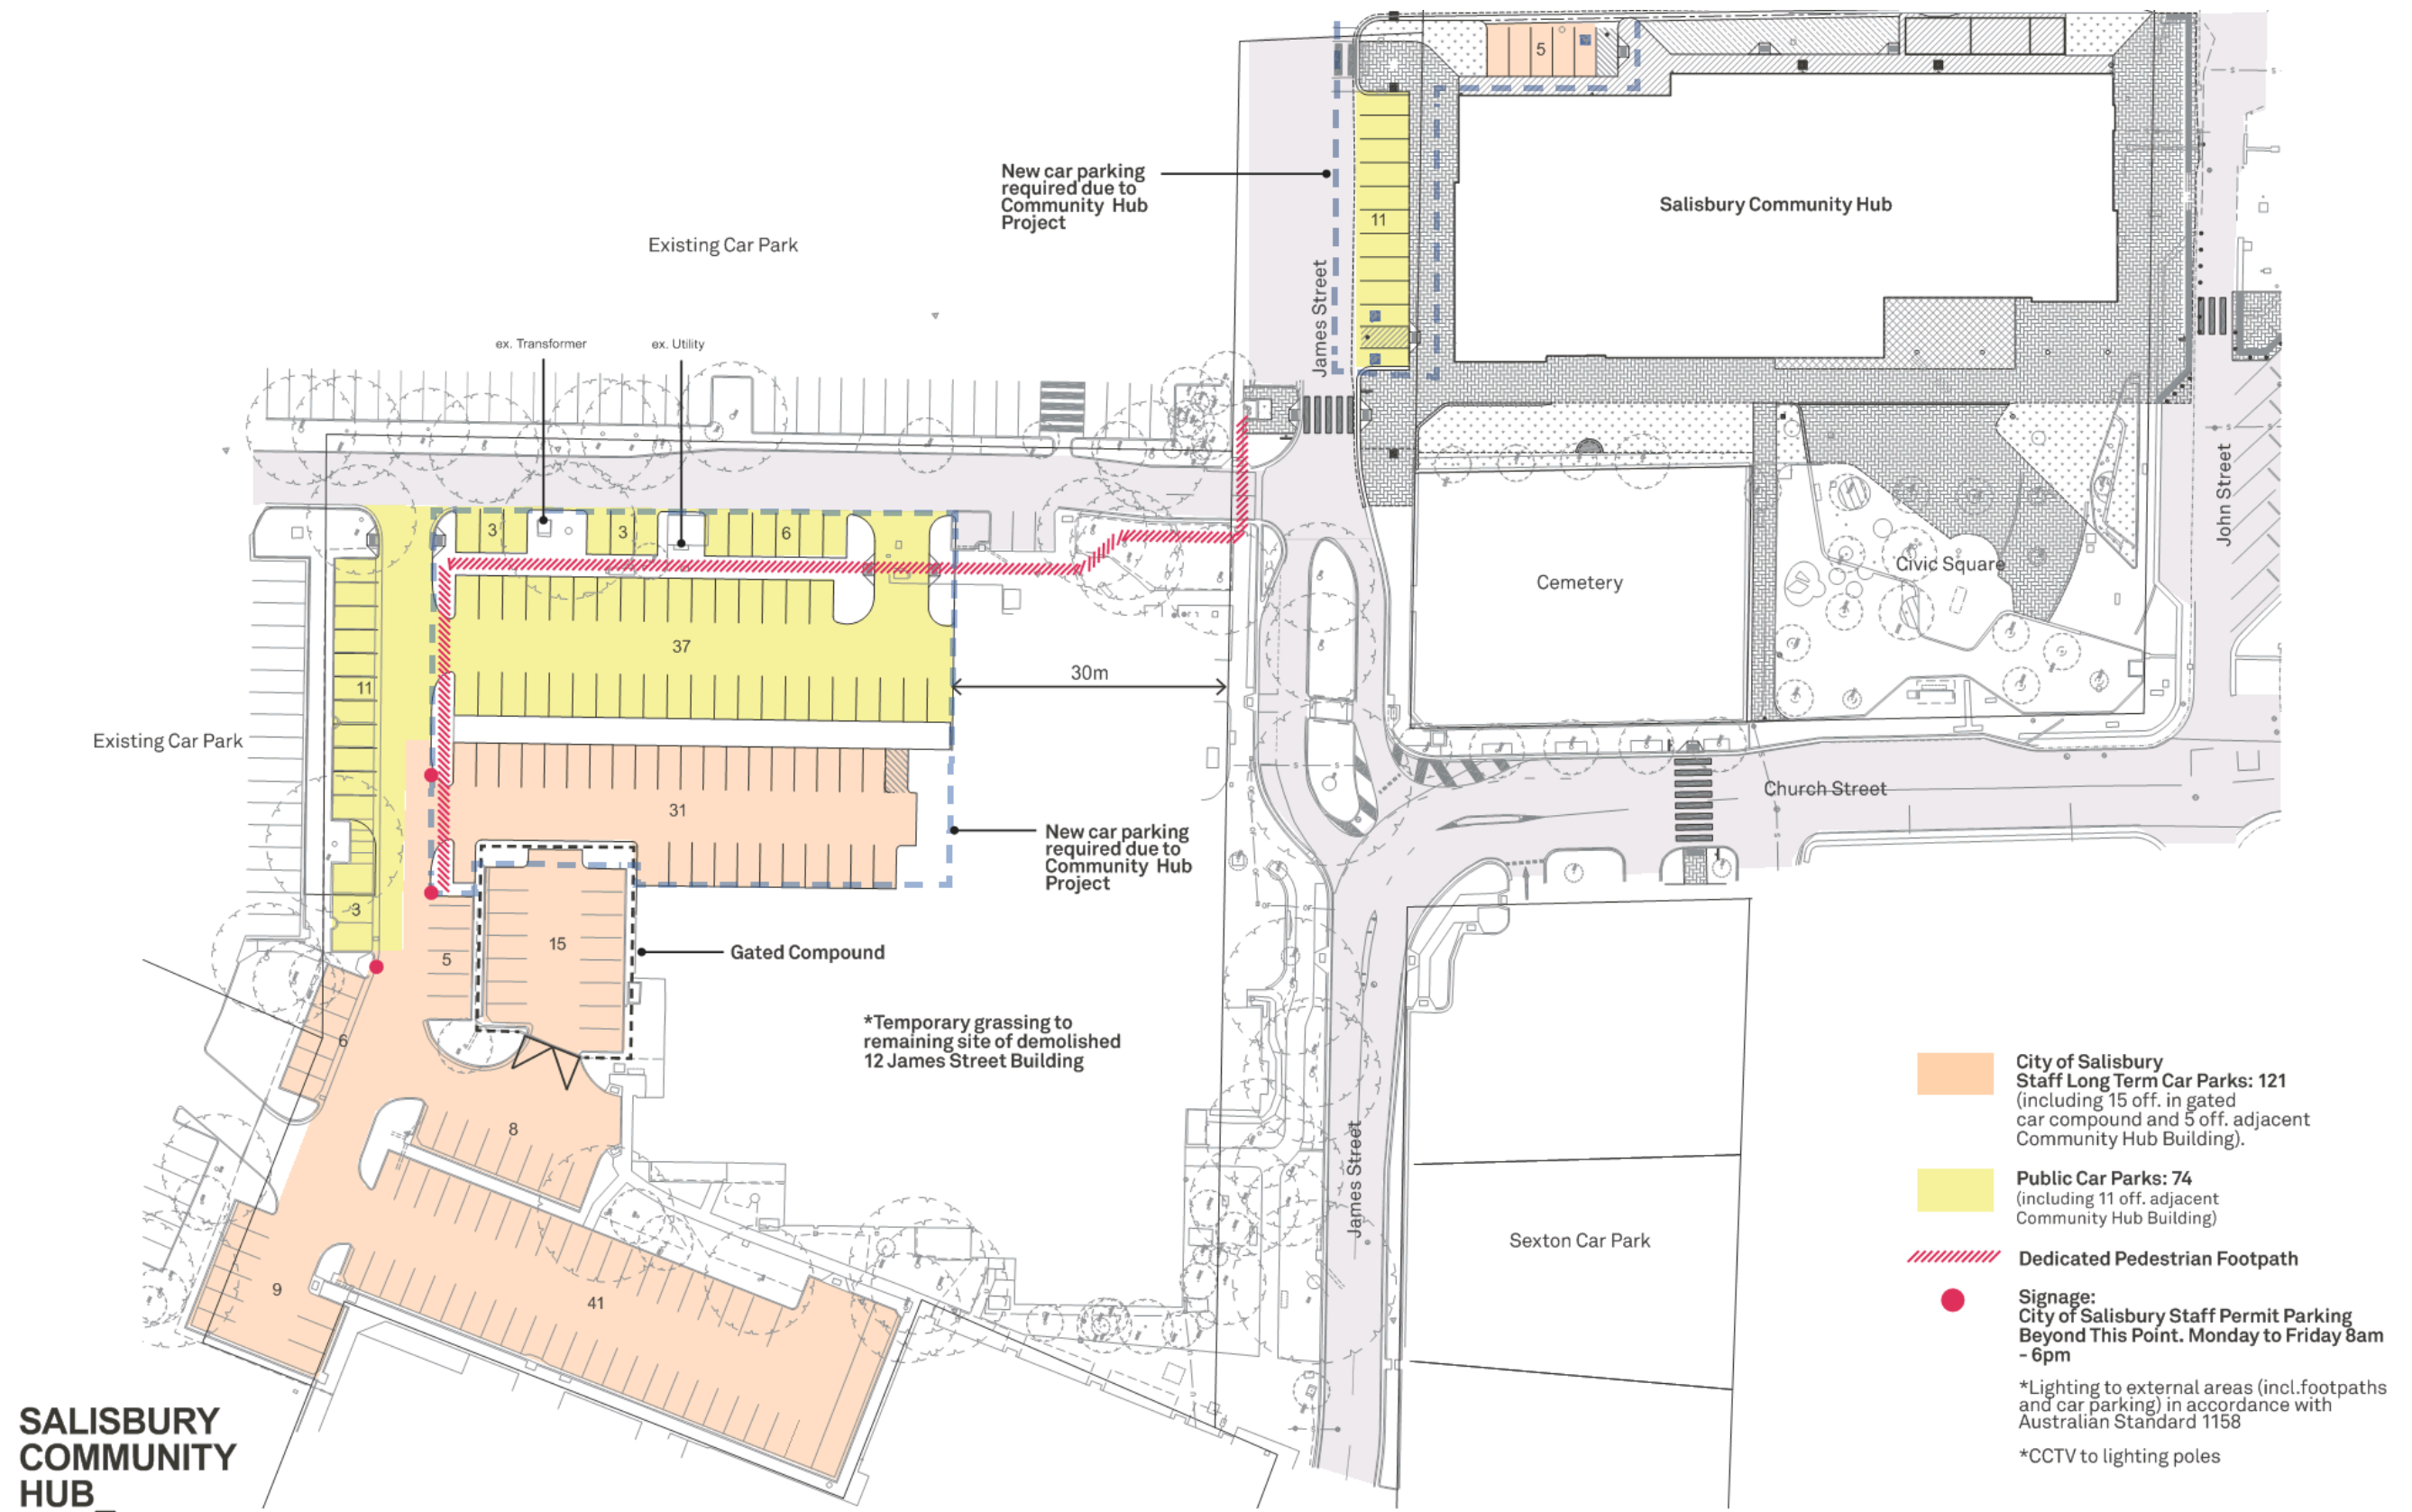 5
New car parking
required due to
Community Hub
Project
11
Salisbury Community Hub
Existing Car Park
James Street
ex. Transformer
ex. Utility
John Street
3
3
6
Cemetery
Civic Square
37
30m
11
Existing Car Park
31
Church Street
New car parking
required due to
Community Hub
Project
3
5
15
Gated Compound
6
*Temporary grassing to
remaining site of demolished
12 James Street Building
8
James Street
Sexton Car Park
9
41
City of Salisbury
Staff Long Term Car Parks: 121
(including 15 off. in gated
car compound and 5 off. adjacent
Community Hub Building).
Public Car Parks: 74
(including 11 off. adjacent
Community Hub Building)
Dedicated Pedestrian Footpath
Signage:
City of Salisbury Staff Permit Parking
Beyond This Point. Monday to Friday 8am
- 6pm
*Lighting to external areas (incl.footpaths
and car parking) in accordance with
Australian Standard 1158
*CCTV to lighting poles
SALISBURY
COMMUNITY
HUB_